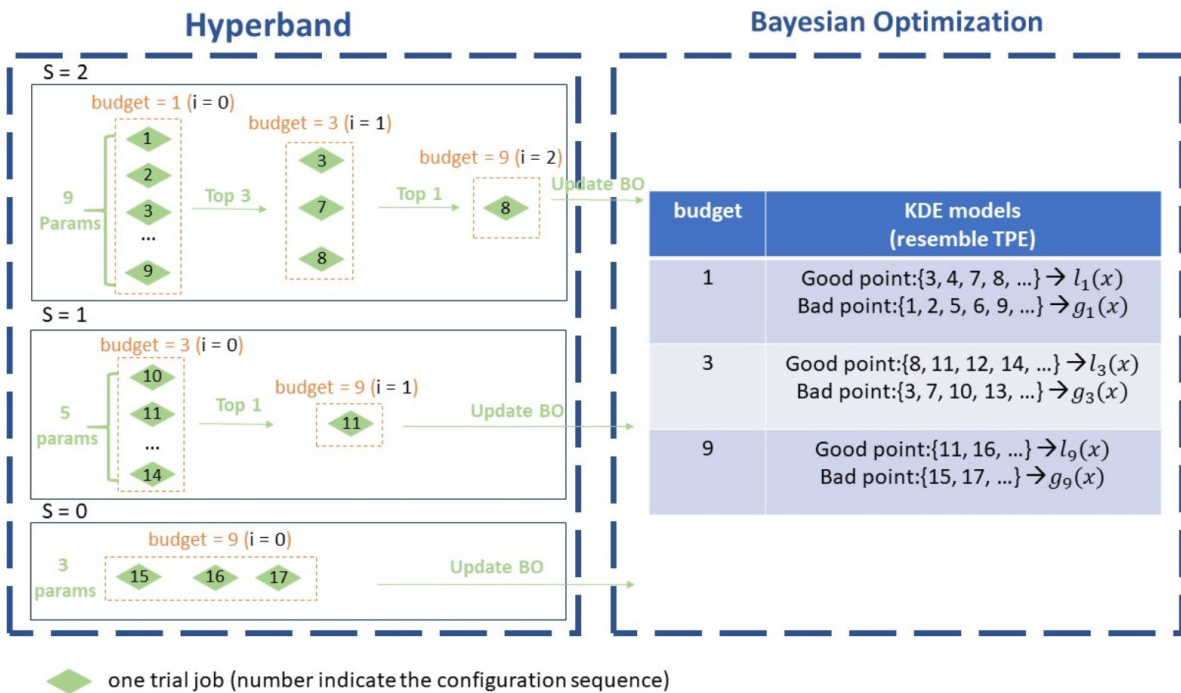 Hyperband
Bayesian Optimization
S = 2
budget = 1 (i = 0)
1
2
3
...
9
9
Params
Top 3
budget = 3 (i = 1)
3
7
8
Top 1
budget = 9 (i = 2)
8
Update BO
S = 1
budget = 3 (i = 0)
10
11
...
14
5
params
Top 1
budget = 9 (i = 1)
11
Update BO
S = 0
budget = 9 (i = 0)
3
params
15 16 17
Update BO
budget KDE models
(resemble TPE)
1 Good point:{3, 4, 7, 8, ...} → l₁(x)
Bad point:{1, 2, 5, 6, 9, ...} → g₁(x)
3 Good point:{8, 11, 12, 14, ...} → l₃(x)
Bad point:{3, 7, 10, 13, ...} → g₃(x)
9 Good point:{11, 16, ...} → l₉(x)
Bad point:{15, 17, ...} → g₉(x)
one trial job (number indicate the configuration sequence)